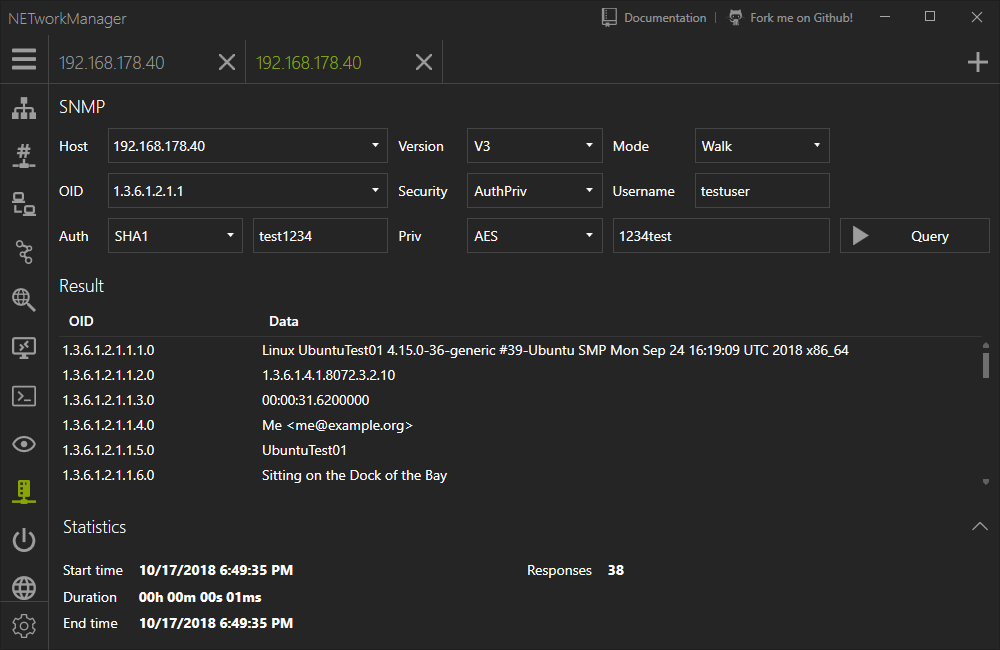 NETworkManager Documentation | Fork me on Github!
192.168.178.40 192.168.178.40
SNMP
Host 192.168.178.40 Version V3 Mode Walk
OID 1.3.6.1.2.1.1 Security AuthPriv Username testuser
Auth SHA1 test1234 Priv AES 1234test Query
Result
OID Data
1.3.6.1.2.1.1.1.0 Linux UbuntuTest01 4.15.0-36-generic #39-Ubuntu SMP Mon Sep 24 16:19:09 UTC 2018 x86_64
1.3.6.1.2.1.1.2.0 1.3.6.1.4.1.8072.3.2.10
1.3.6.1.2.1.1.3.0 00:00:31.6200000
1.3.6.1.2.1.1.4.0 Me <me@example.org>
1.3.6.1.2.1.1.5.0 UbuntuTest01
1.3.6.1.2.1.1.6.0 Sitting on the Dock of the Bay
Statistics
Start time 10/17/2018 6:49:35 PM Responses 38
Duration 00h 00m 00s 01ms
End time 10/17/2018 6:49:35 PM